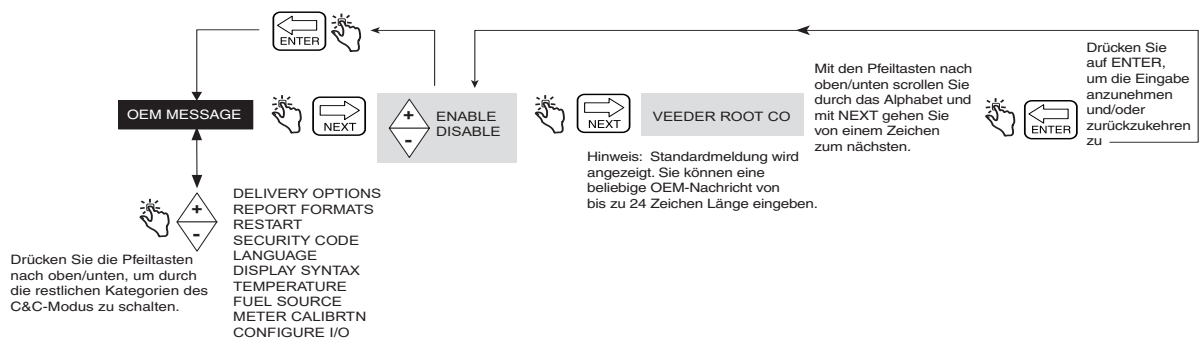 ENTER
OEM MESSAGE
NEXT
+
-
ENABLE
DISABLE
NEXT
VEEDER ROOT CO
Hinweis: Standardmeldung wird
angezeigt. Sie können eine
beliebige OEM-Nachricht von
bis zu 24 Zeichen Länge eingeben.
Mit den Pfeiltasten nach
oben/unten scrollen Sie
durch das Alphabet und
mit NEXT gehen Sie
von einem Zeichen
zum nächsten.
ENTER
Drücken Sie
auf ENTER,
um die Eingabe
anzunehmen
und/oder
zurückzukehren
zu
+
-
Drücken Sie die Pfeiltasten
nach oben/unten, um durch
die restlichen Kategorien des
C&C-Modus zu schalten.
DELIVERY OPTIONS
REPORT FORMATS
RESTART
SECURITY CODE
LANGUAGE
DISPLAY SYNTAX
TEMPERATURE
FUEL SOURCE
METER CALIBRTN
CONFIGURE I/O